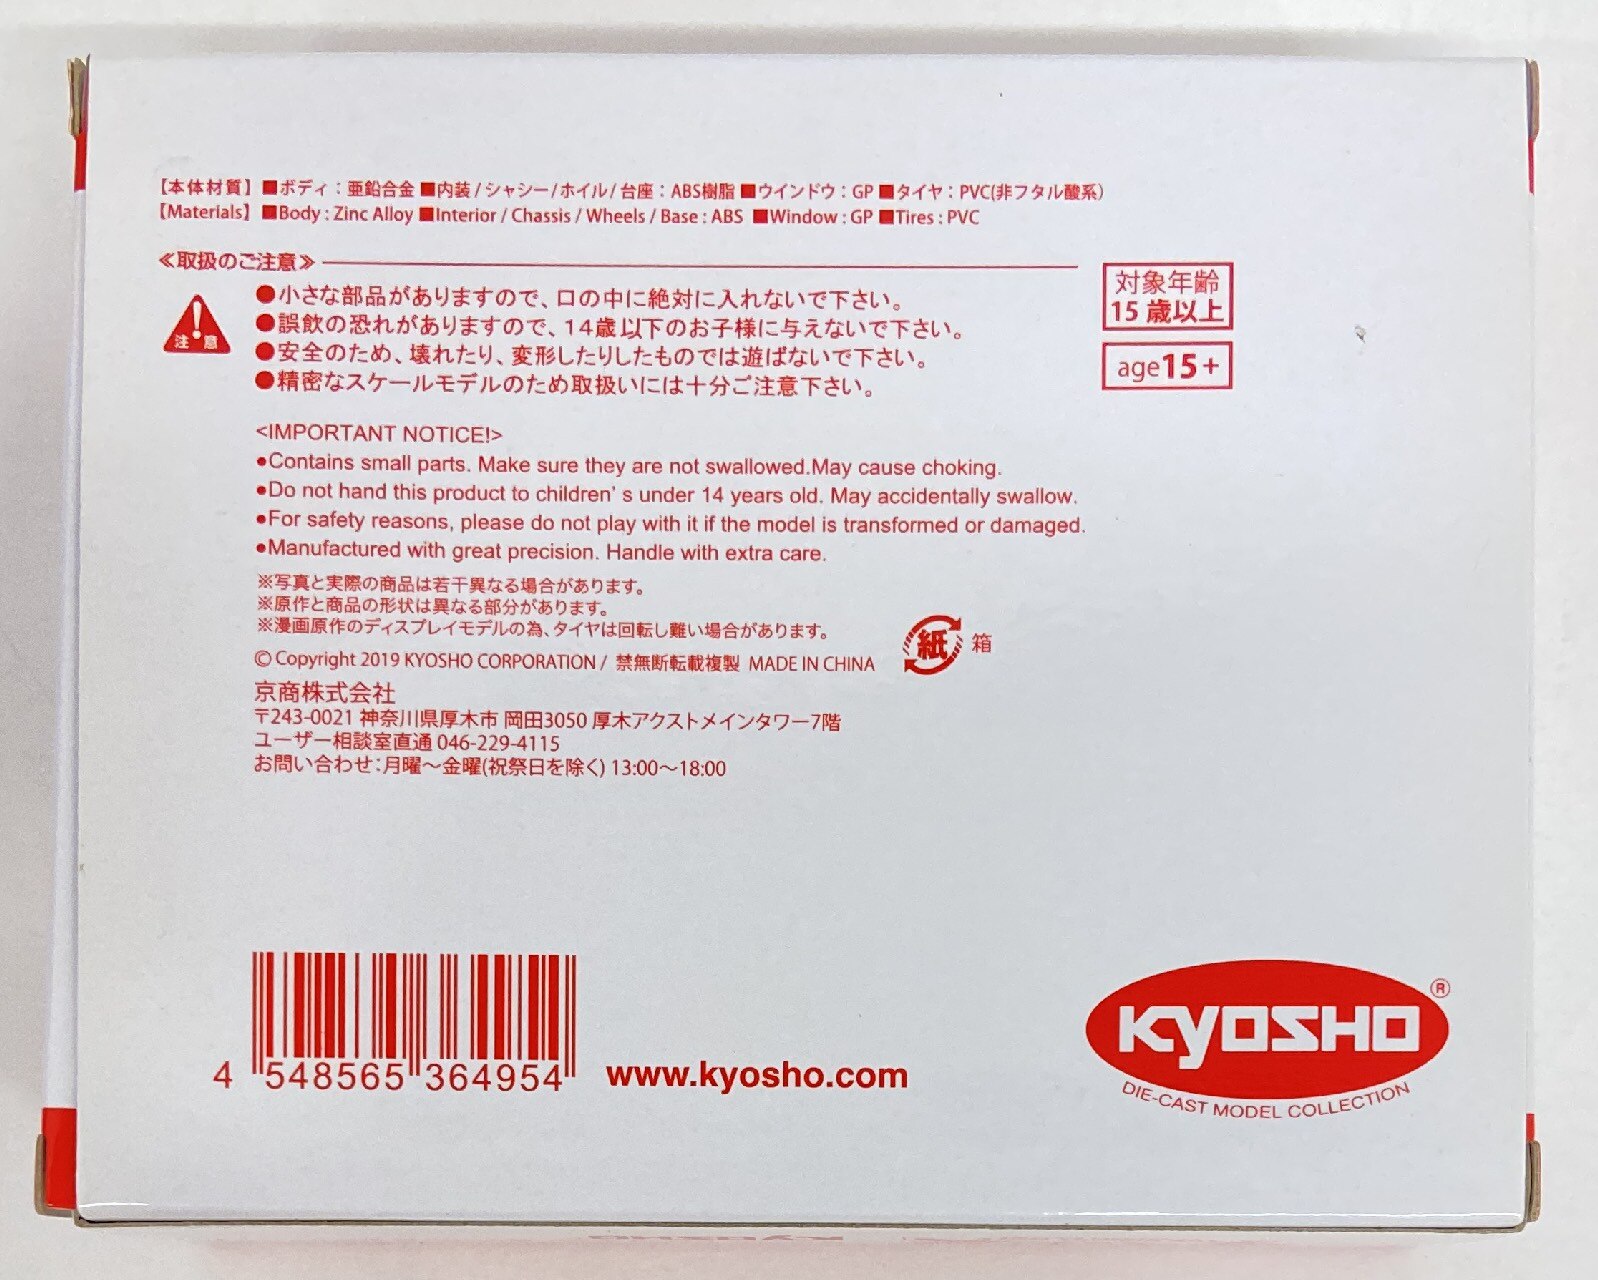 【本体材質】■ボディ：亜鉛合金■内装/シャシー/ホイル/台座：ABS樹脂■ウインドウ：GP■タイヤ：PVC(非フタル酸系)
【Materials】■Body : Zinc Alloy■Interior / Chassis / Wheels / Base : ABS ■Window : GP■Tires : PVC
≪取扱のご注意≫
注意
●小さな部品がありますので、口の中に絶対に入れないで下さい。
●誤飲の恐れがありますので、14歳以下のお子様に与えないで下さい。
●安全のため、壊れたり、変形したりしたものでは遊ばないで下さい。
●精密なスケールモデルのため取扱いには十分ご注意下さい。
対象年齢
15歳以上
age15+
<IMPORTANT NOTICE!>
●Contains small parts. Make sure they are not swallowed.May cause choking.
●Do not hand this product to children’ s under 14 years old. May accidentally swallow.
●For safety reasons, please do not play with it if the model is transformed or damaged.
●Manufactured with great precision. Handle with extra care.
※写真と実際の商品は若干異なる場合があります。
※原作と商品の形状は異なる部分があります。
※漫画原作のディスプレイモデルの為、タイヤは回転し難い場合があります。
紙 箱
© Copyright 2019 KYOSHO CORPORATION / 禁無断転載複製 MADE IN CHINA
京商株式会社
〒243-0021 神奈川県厚木市 岡田3050 厚木アクストメインタワー7階
ユーザー相談室直通 046-229-4115
お問い合わせ：月曜〜金曜(祝祭日を除く) 13:00〜18:00
4 548565 364954
www.kyosho.com
KYOSHO®
DIE-CAST MODEL COLLECTION